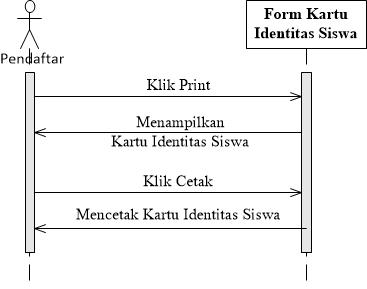 Form Kartu
Identitas Siswa
Pendaftar
Klik Print
Menampilkan
Kartu Identitas Siswa
Klik Cetak
Mencetak Kartu Identitas Siswa